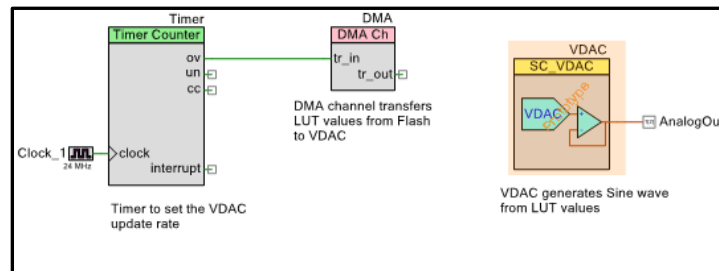 Timer
Timer Counter
ov
un
cc
clock
interrupt
Clock_1
24 MHz
Timer to set the VDAC
update rate
DMA
DMA Ch
tr_in
tr_out
DMA channel transfers
LUT values from Flash
to VDAC
VDAC
SC_VDAC
VDAC
Prototype
+
-
AnalogOut
VDAC generates Sine wave
from LUT values